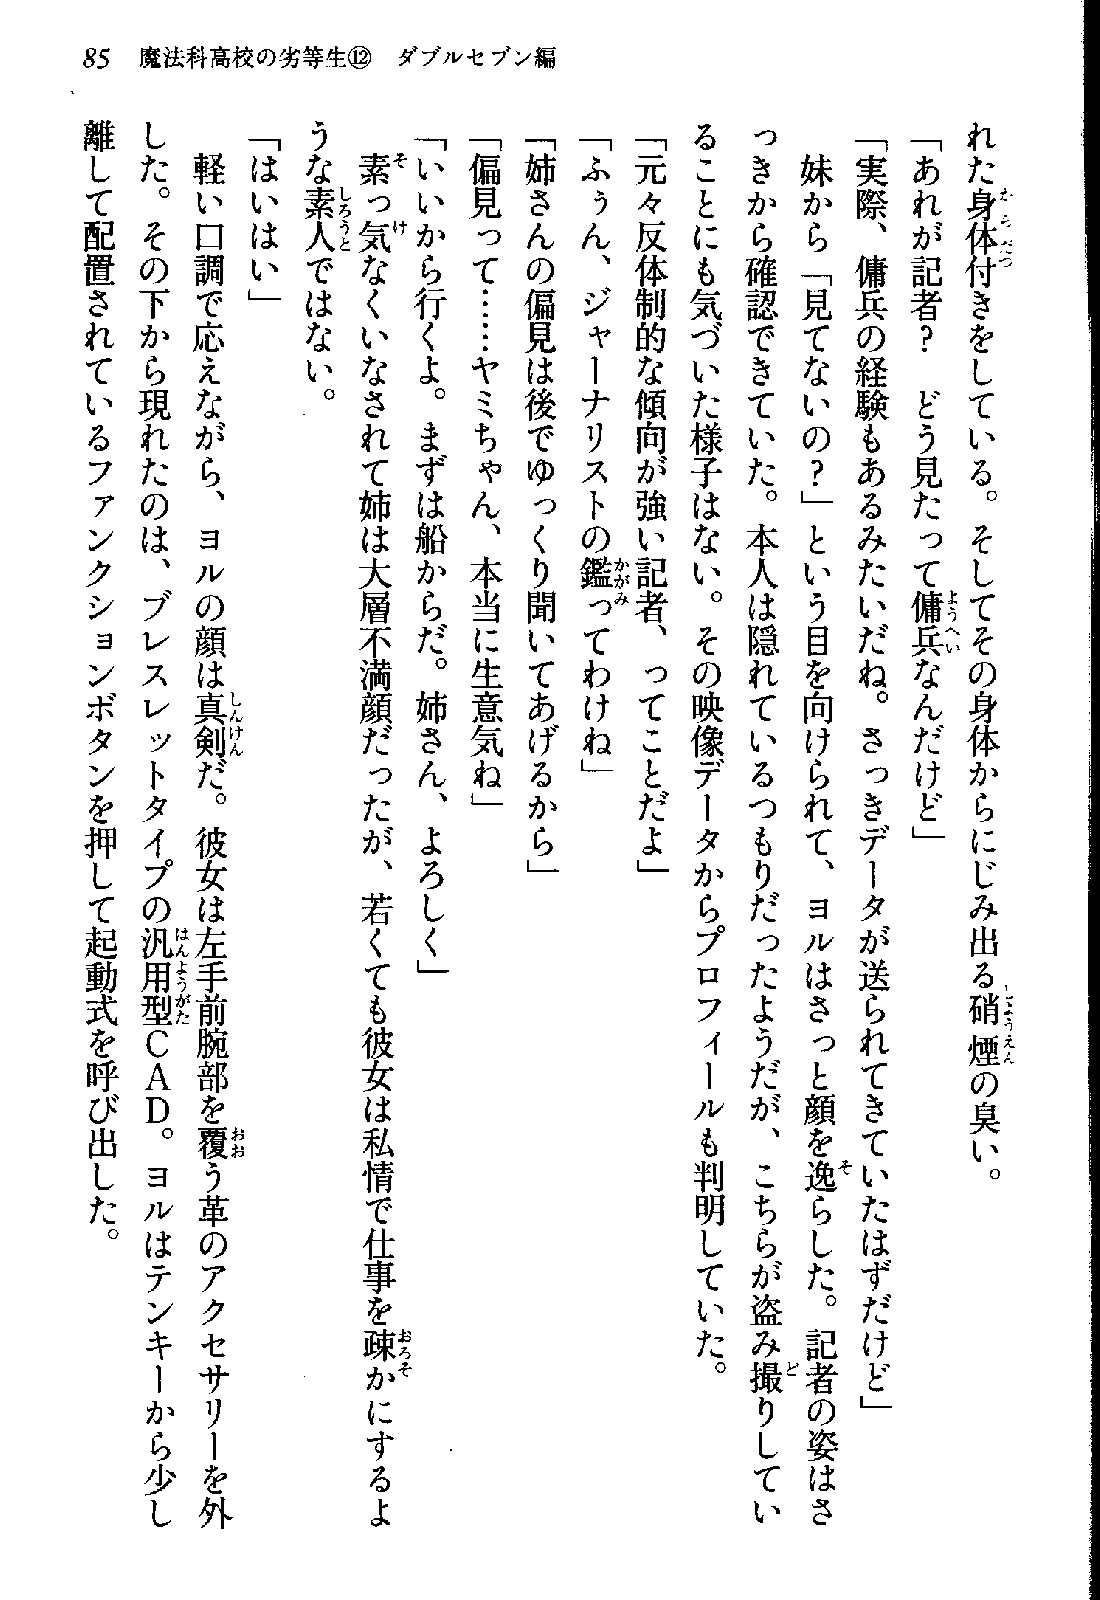 85　魔法科高校の劣等生⑫　ダブルセブン編
れた身体付きをしている。そしてその身体からにじみ出る硝煙の臭い。
「あれが記者？　どう見たって傭兵なんだけど」
「実際、傭兵の経験もあるみたいだね。さっきデータが送られてきていたはずだけど」
　妹から「見てないの？」という目を向けられて、ヨルはさっと顔を逸らした。記者の姿はさ
っきから確認できていた。本人は隠れているつもりだったようだが、こちらが盗み撮りしてい
ることにも気づいた様子はない。その映像データからプロフィールも判明していた。
「元々反体制的な傾向が強い記者、ってことだよ」
「ふぅん、ジャーナリストの鑑ってわけね」
「姉さんの偏見は後でゆっくり聞いてあげるから」
「偏見って……ヤミちゃん、本当に生意気ね」
「いいから行くよ。まずは船からだ。姉さん、よろしく」
　素っ気なくいなされて姉は大層不満顔だったが、若くても彼女は私情で仕事を疎かにするよ
うな素人ではない。
「はいはい」
　軽い口調で応えながら、ヨルの顔は真剣だ。彼女は左手前腕部を覆う革のアクセサリーを外
した。その下から現れたのは、ブレスレットタイプの汎用型ＣＡＤ。ヨルはテンキーから少し
離して配置されているファンクションボタンを押して起動式を呼び出した。